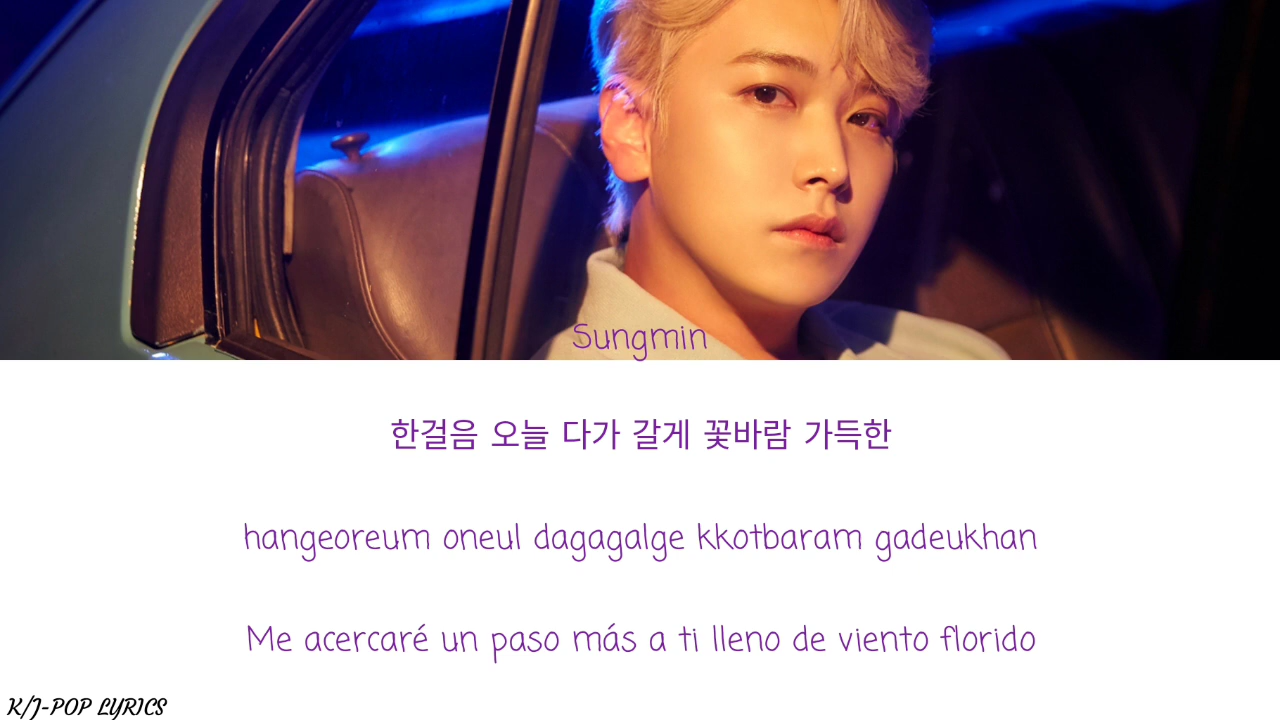 Sungmin
한걸음 오늘 다가 갈게 꽃바람 가득한
hangeoreum oneul dagagalge kkotbaram gadeukhan
Me acercaré un paso más a ti lleno de viento florido
K/J-POP LYRICS